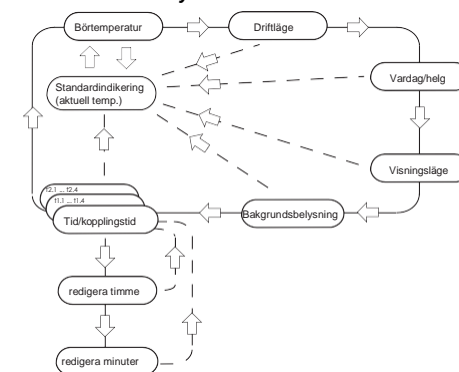 Börtemperatur
Driftläge
Standardindikering
(aktuell temp.)
Vardag/helg
Visningsläge
t2.1 ... t2.4
t1.1 ... t1.4
Tid/kopplingstid
Bakgrundsbelysning
redigera timme
redigera minuter